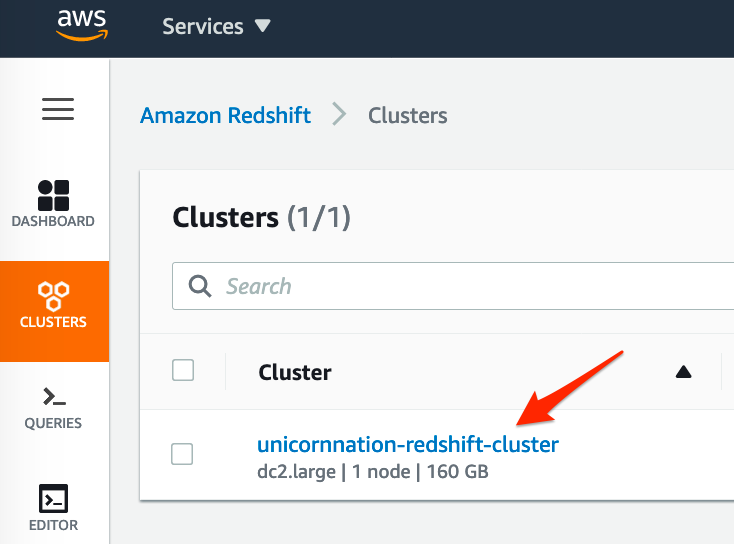 aws
Services
Amazon Redshift
Clusters
DASHBOARD
CLUSTERS
QUERIES
EDITOR
Clusters (1/1)
Search
Cluster
unicornnation-redshift-cluster
dc2.large | 1 node | 160 GB